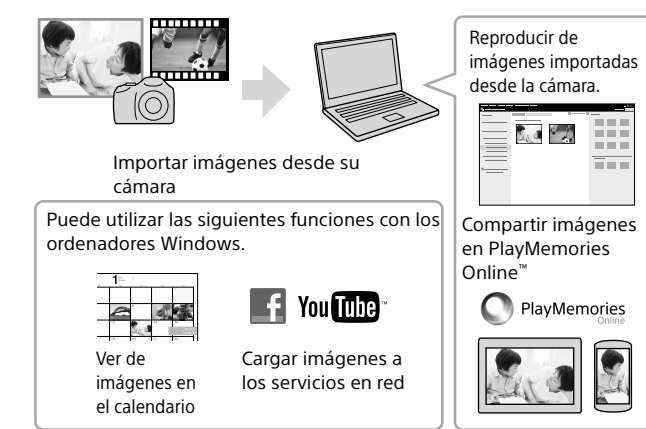 Importar imágenes desde su
cámara
Reproducir de
imágenes importadas
desde la cámara.
Puede utilizar las siguientes funciones con los
ordenadores Windows.
1
Ver de
imágenes en
el calendario
f YouTube™
Cargar imágenes a
los servicios en red
Compartir imágenes
en PlayMemories
Online™
PlayMemories
Online